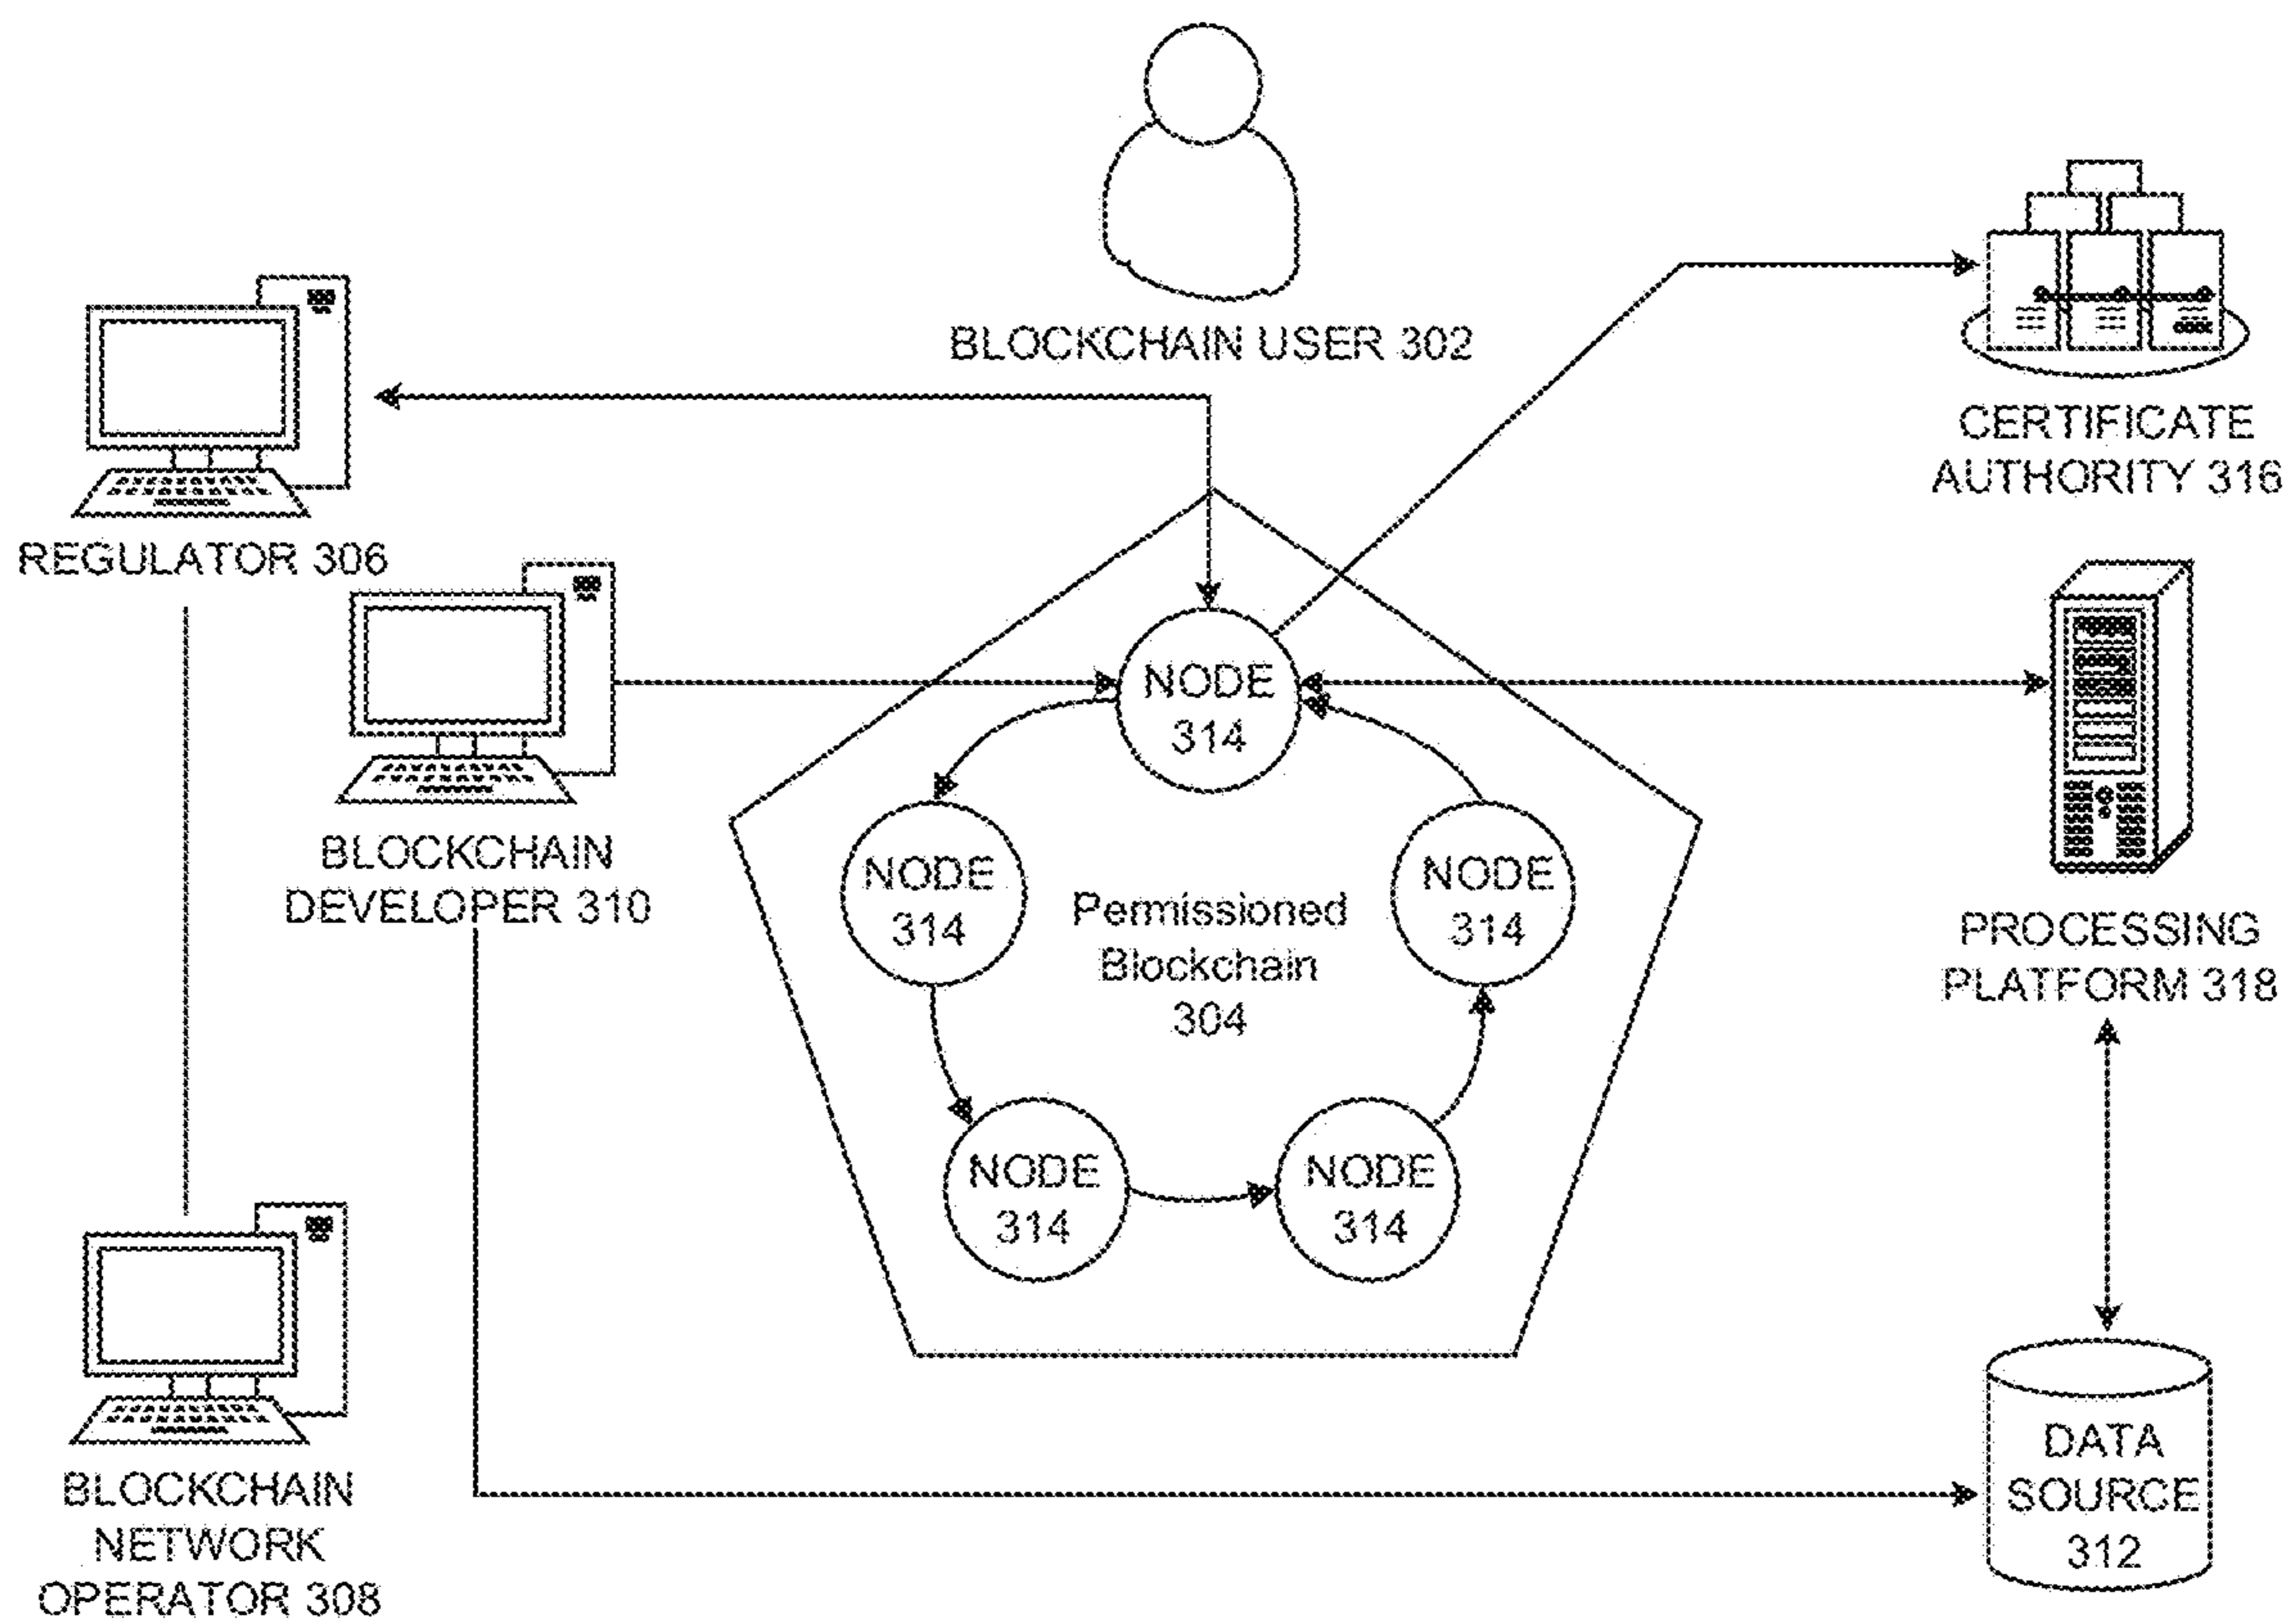 BLOCKCHAIN USER 302
CERTIFICATE
AUTHORITY 316
REGULATOR 306
BLOCKCHAIN
DEVELOPER 310
NODE
314
NODE
314
Permissioned
Blockchain
304
NODE
314
NODE
314
NODE
314
PROCESSING
PLATFORM 318
BLOCKCHAIN
NETWORK
OPERATOR 308
DATA
SOURCE
312